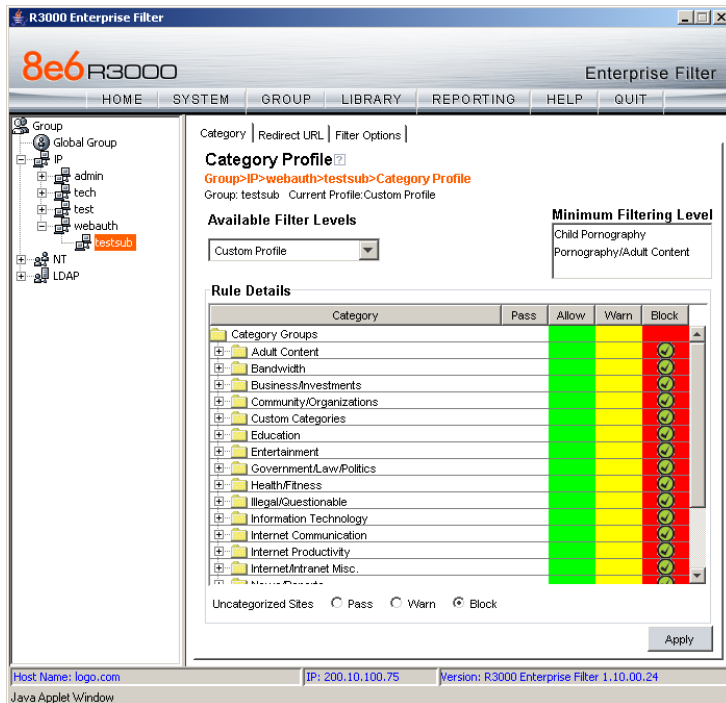 R3000 Enterprise Filter
8e6 R3000
Enterprise Filter
HOME SYSTEM GROUP LIBRARY REPORTING HELP QUIT
Group
Global Group
IP
admin
tech
test
webauth
testsub
NT
LDAP
Category Redirect URL Filter Options
Category Profile ?
Group>IP>webauth>testsub>Category Profile
Group: testsub Current Profile:Custom Profile
Available Filter Levels
Custom Profile
Minimum Filtering Level
Child Pornography
Pornography/Adult Content
Rule Details
Category Pass Allow Warn Block
Category Groups
Adult Content
Bandwidth
Business/Investments
Community/Organizations
Custom Categories
Education
Entertainment
Government/Law/Politics
Health/Fitness
Illegal/Questionable
Information Technology
Internet Communication
Internet Productivity
Internet/Intranet Misc.
News/Reports
Uncategorized Sites Pass Warn Block
Apply
Host Name: logo.com IP: 200.10.100.75 Version: R3000 Enterprise Filter 1.10.00.24
Java Applet Window